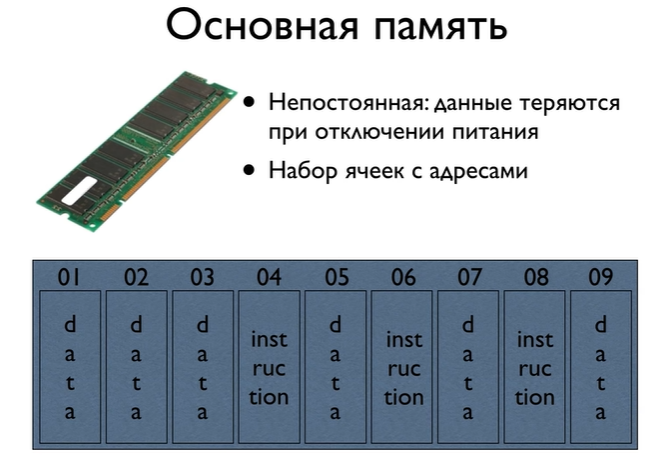 Основная память
• Непостоянная: данные теряются
при отключении питания
• Набор ячеек с адресами
01 02 03 04 05 06 07 08 09
d d d d d d
a a a inst a inst a inst a
t t t ruc t ruc t ruc t
a a a tion a tion a tion a